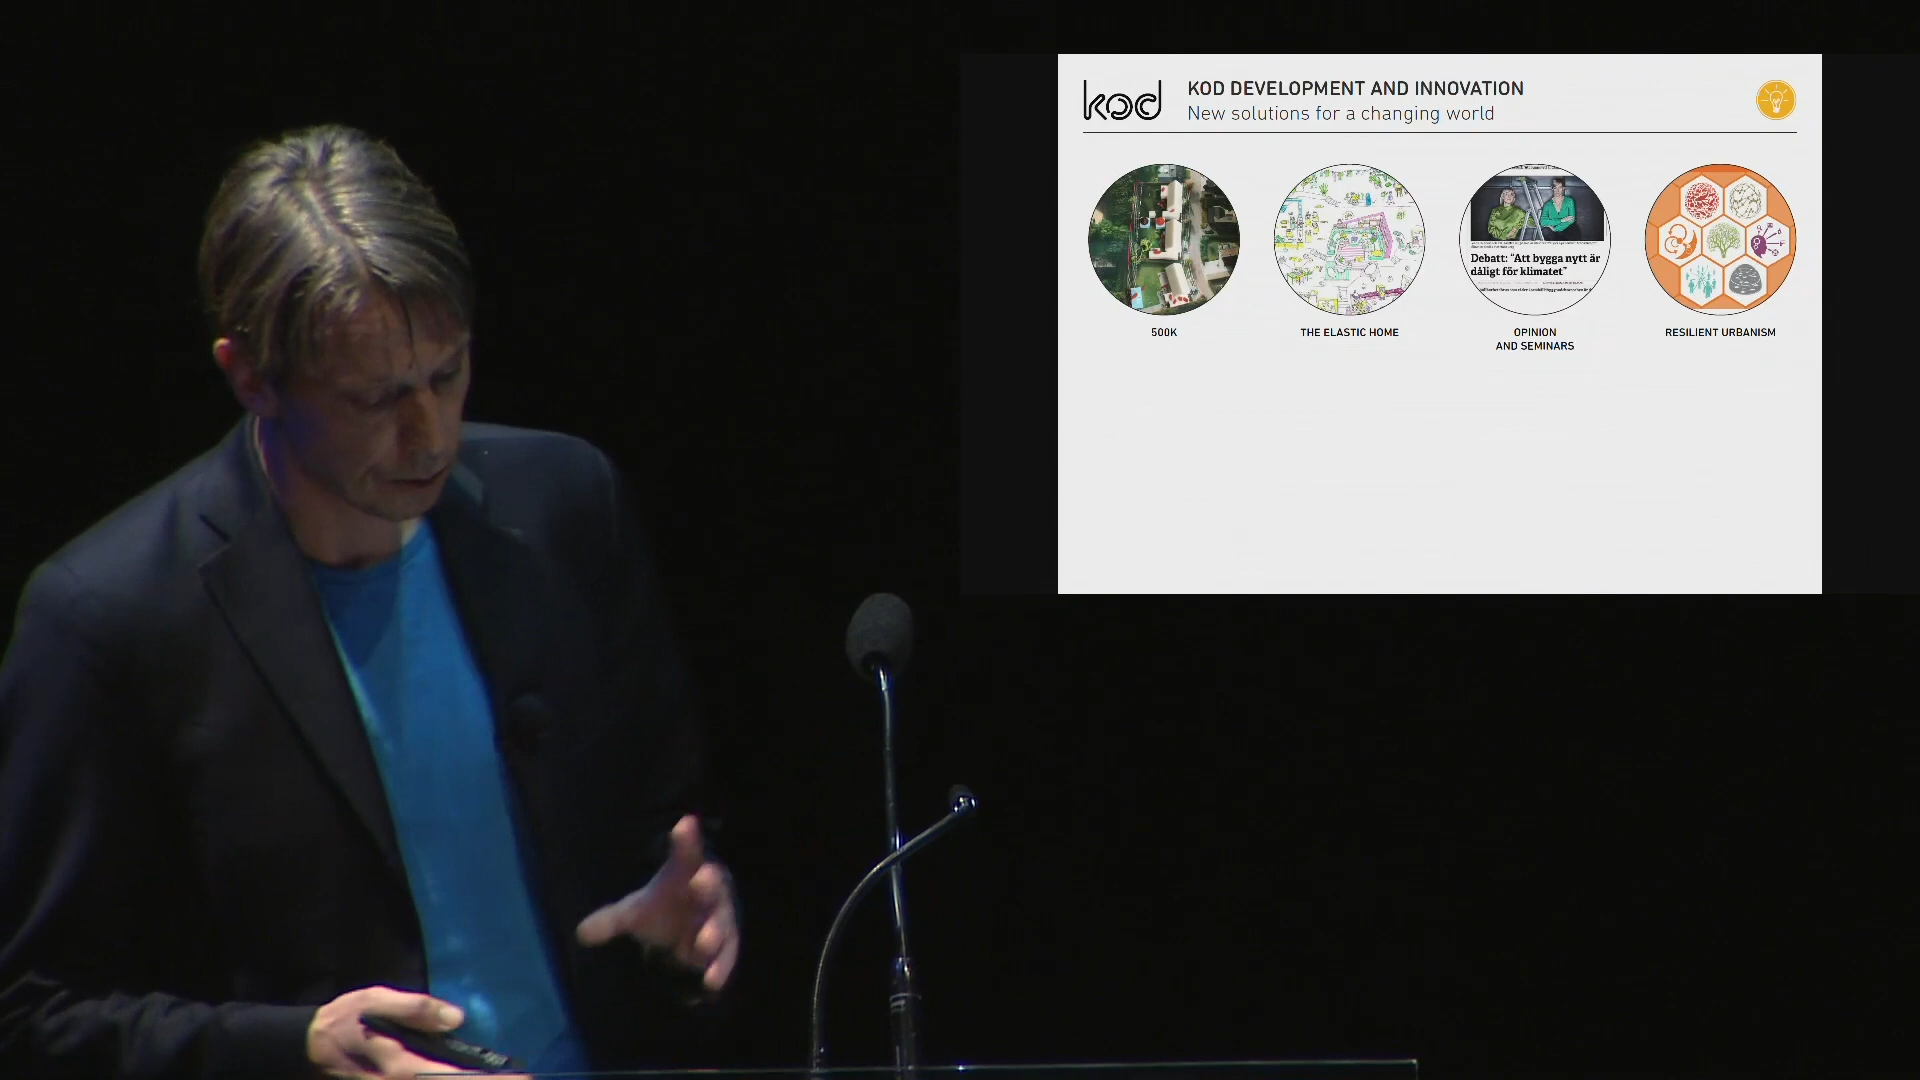 kod
KOD DEVELOPMENT AND INNOVATION
New solutions for a changing world
Debatt: "Att bygga nytt är
dåligt för klimatet"
500K
THE ELASTIC HOME
OPINION
AND SEMINARS
RESILIENT URBANISM